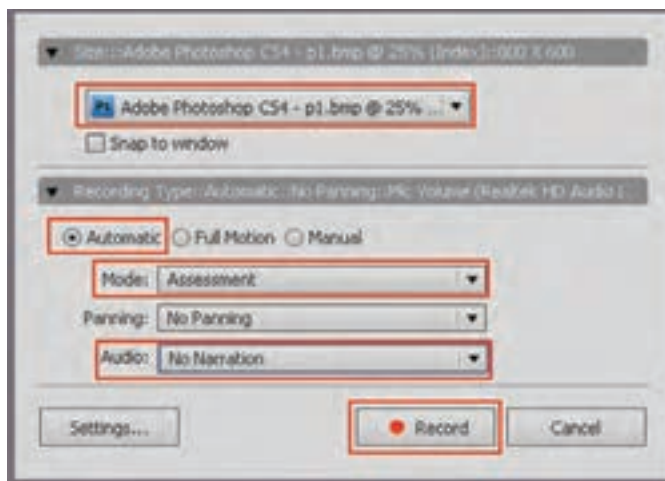 Size:::Adobe Photoshop CS4 - p1.bmp @ 25% (Index)::800 X 600
Ps Adobe Photoshop CS4 - p1.bmp @ 25% ...
Snap to window
Recording Type: Automatic::No Panning::Mic Volume (Realtek HD Audio I
Automatic Full Motion Manual
Mode: Assessment
Panning: No Panning
Audio: No Narration
Settings... Record Cancel